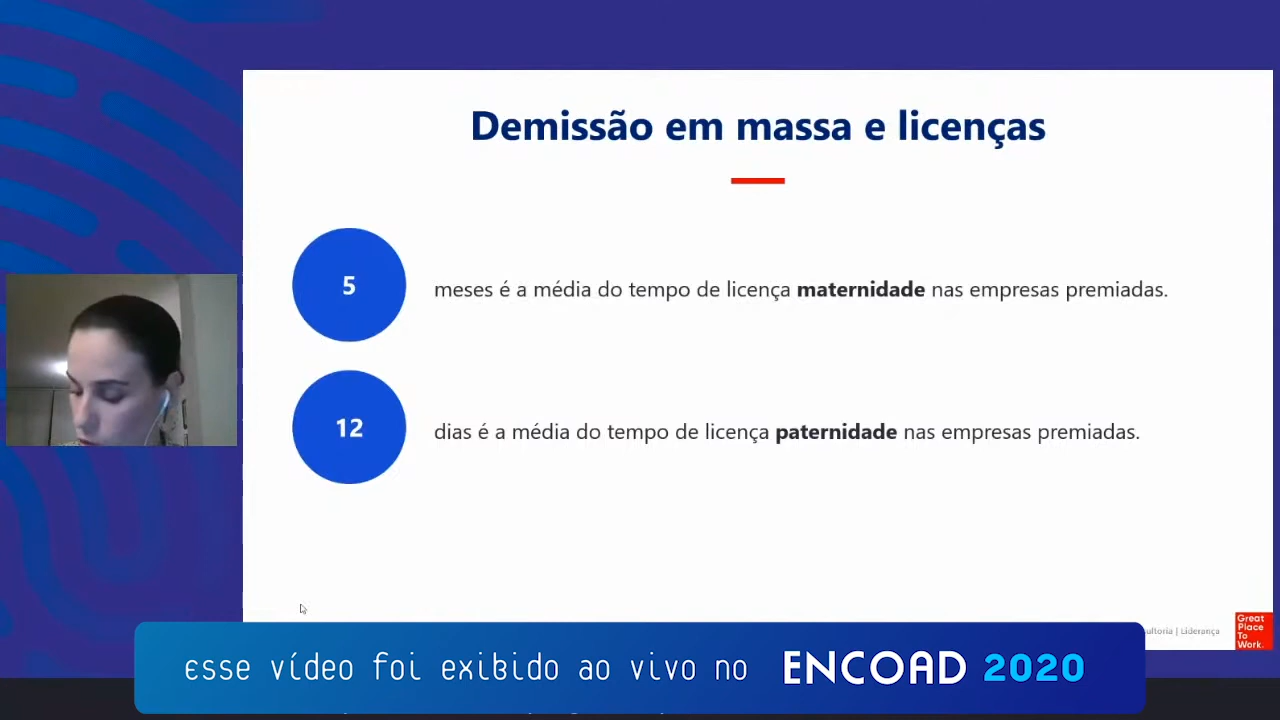 Demissão em massa e licenças
5
meses é a média do tempo de licença maternidade nas empresas premiadas.
12
dias é a média do tempo de licença paternidade nas empresas premiadas.
| Liderança
Great
Place
To
Work.
esse vídeo foi exibido ao vivo no ENCOAD 2020